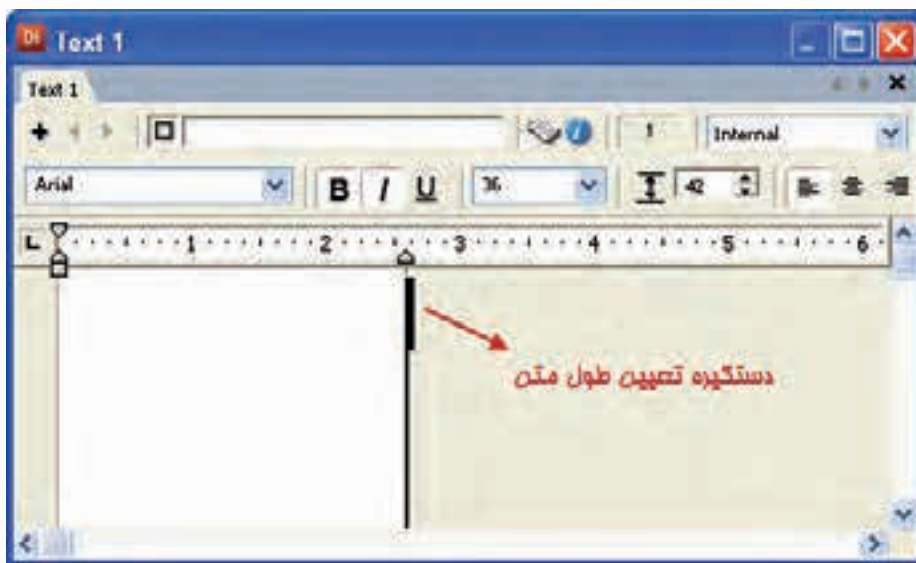 Di Text 1
Text 1
1 Internal
Arial B I U 36 42
L 1 2 3 4 5 6
دستگیره تعیین طول متن